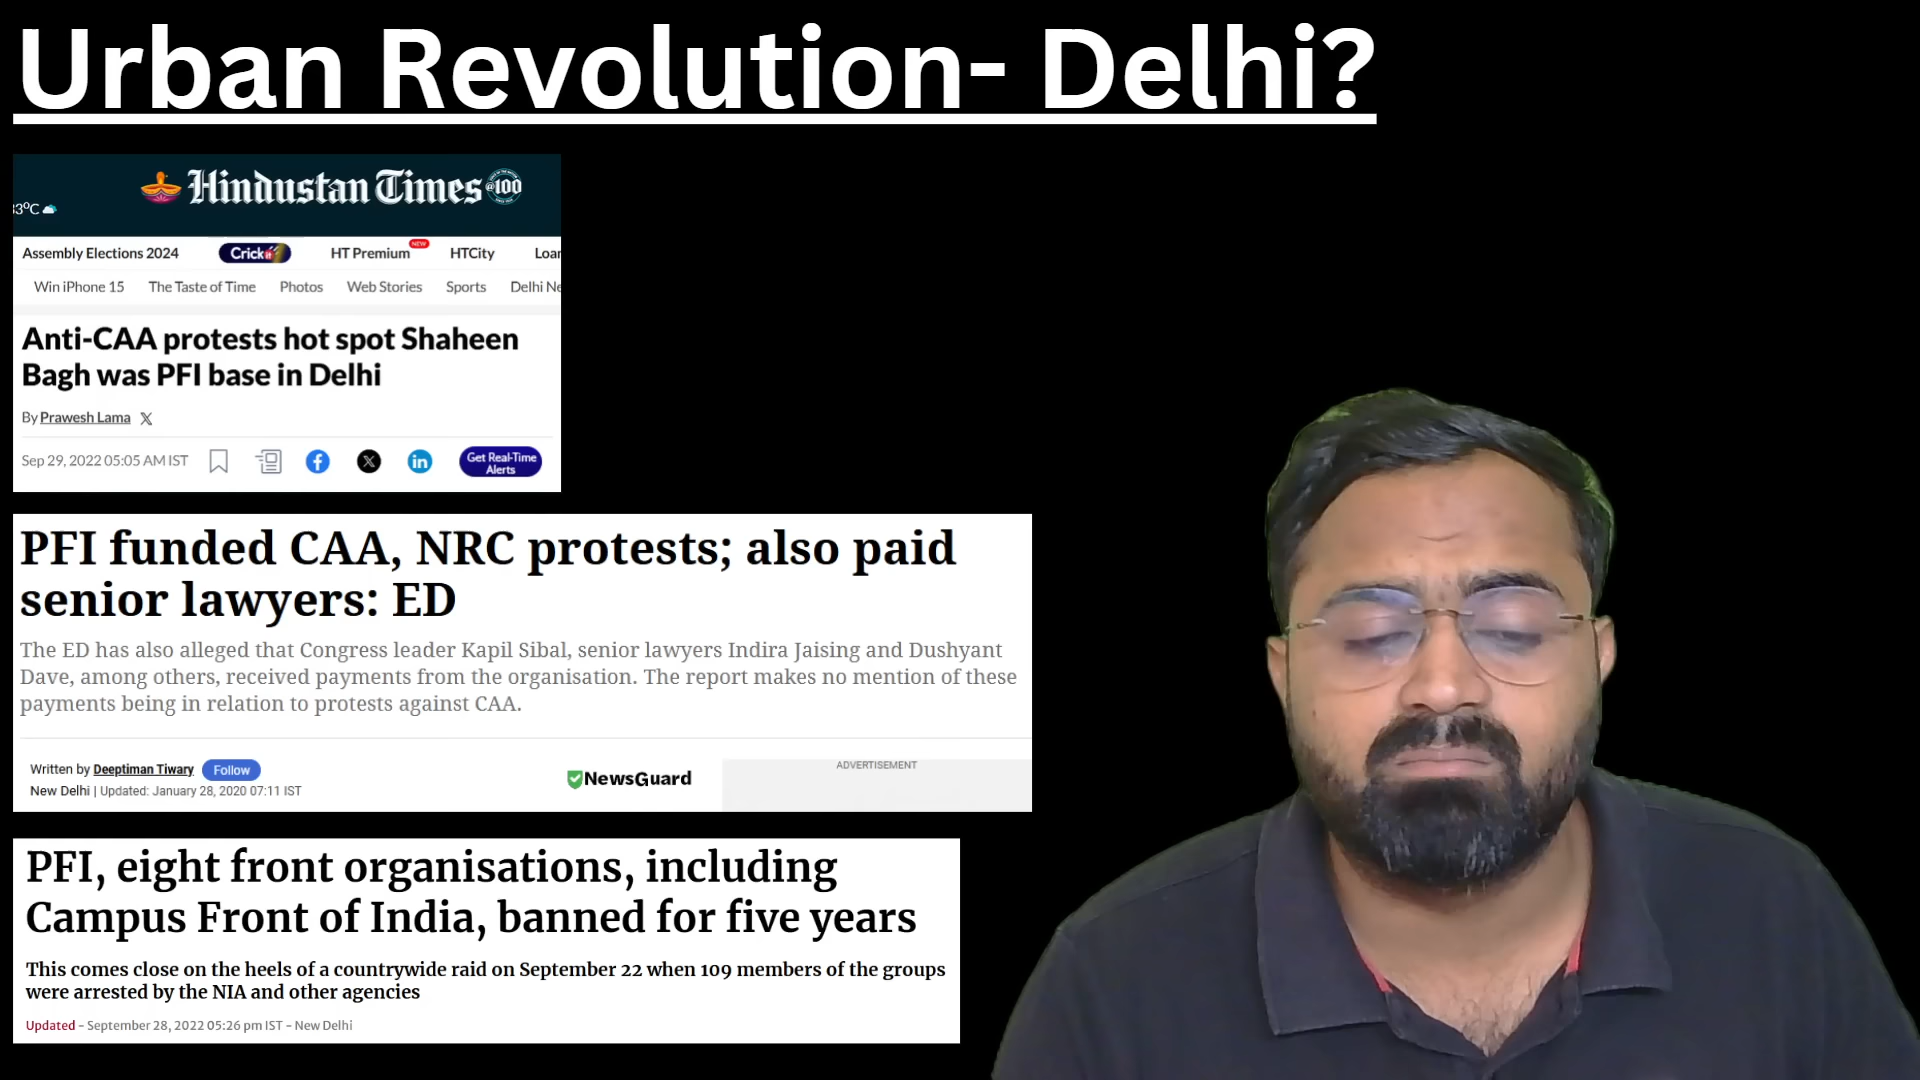 Urban Revolution- Delhi?
Hindustan Times @100
33°C
Assembly Elections 2024 Crickit HT Premium NEW HTCity Loan
Win iPhone 15 The Taste of Time Photos Web Stories Sports Delhi Ne
Anti-CAA protests hot spot Shaheen
Bagh was PFI base in Delhi
By Prawesh Lama
Sep 29, 2022 05:05 AM IST
Get Real-Time
Alerts
PFI funded CAA, NRC protests; also paid
senior lawyers: ED
The ED has also alleged that Congress leader Kapil Sibal, senior lawyers Indira Jaising and Dushyant
Dave, among others, received payments from the organisation. The report makes no mention of these
payments being in relation to protests against CAA.
Written by Deeptiman Tiwary Follow
New Delhi | Updated: January 28, 2020 07:11 IST
NewsGuard
ADVERTISEMENT
PFI, eight front organisations, including
Campus Front of India, banned for five years
This comes close on the heels of a countrywide raid on September 22 when 109 members of the groups
were arrested by the NIA and other agencies
Updated - September 28, 2022 05:26 pm IST - New Delhi